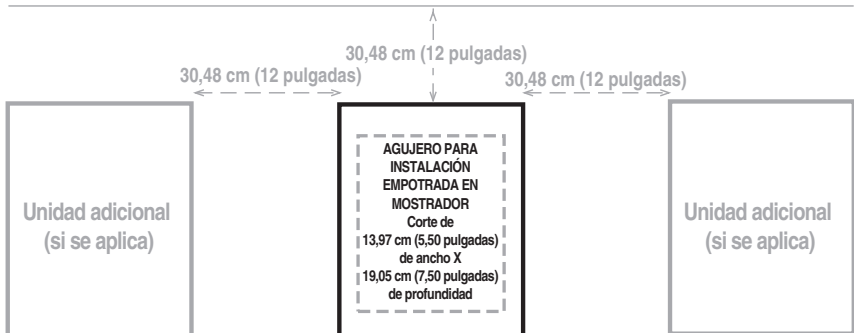 30,48 cm (12 pulgadas)
30,48 cm (12 pulgadas)
30,48 cm (12 pulgadas)
Unidad adicional
(si se aplica)
AGUJERO PARA
INSTALACIÓN
EMPOTRADA EN
MOSTRADOR
Corte de
13,97 cm (5,50 pulgadas)
de ancho X
19,05 cm (7,50 pulgadas)
de profundidad
Unidad adicional
(si se aplica)